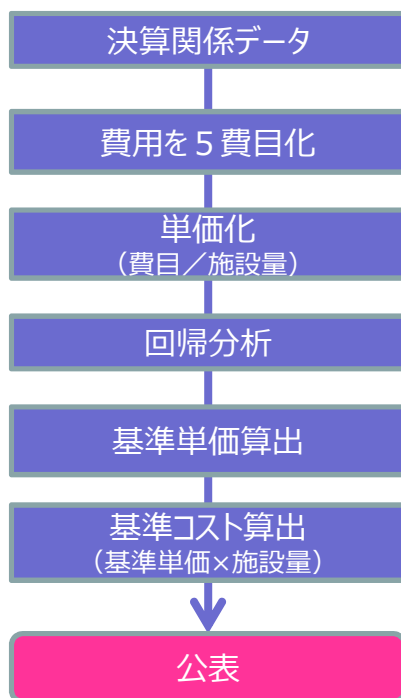 決算関係データ
費用を５費目化
単価化
（費目／施設量）
回帰分析
基準単価算出
基準コスト算出
（基準単価×施設量）
公表